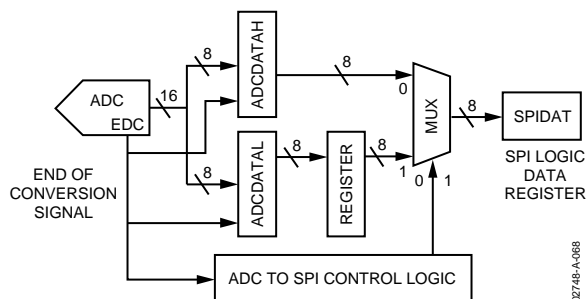 ADC
EDC
16
8
8
ADCDATAH
ADCDATAL
8
8
REGISTER
8
0
1
MUX
0
1
8
SPIDAT
SPI LOGIC
DATA
REGISTER
END OF
CONVERSION
SIGNAL
ADC TO SPI CONTROL LOGIC
02748-A-068